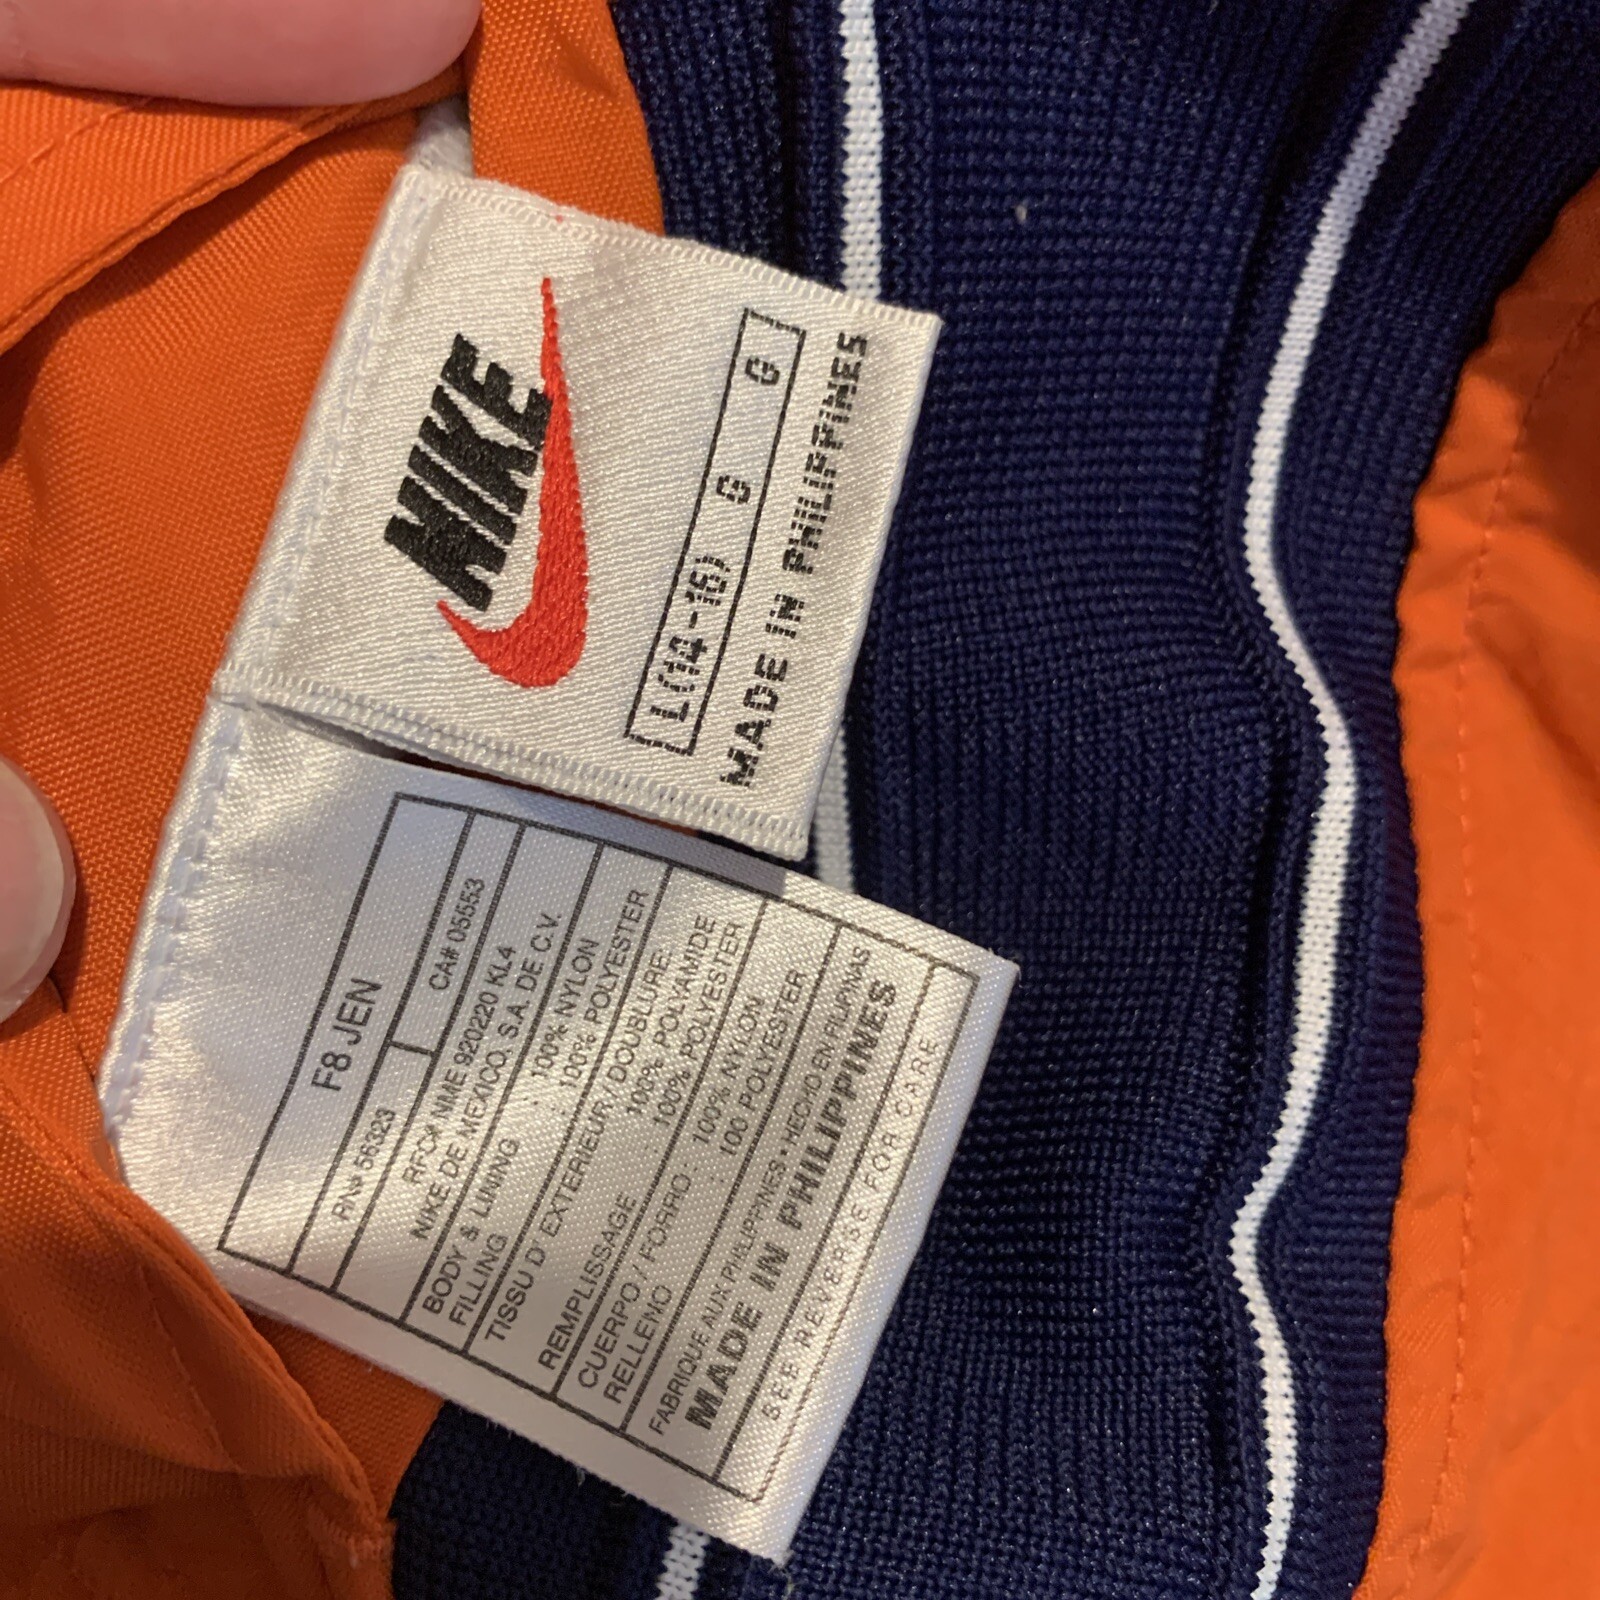 NIKE
L(14-16) G G
MADE IN PHILIPPINES
F8 JEN
RN# 56323 CA# 05553
RFC# NME 920220 KL4
NIKE DE MEXICO, S.A. DE C.V.
BODY & LINING : 100% NYLON
FILLING : 100% POLYESTER
TISSU D' EXTERIEUR / DOUBLURE:
100% POLYAMIDE
REMPLISSAGE : 100% POLYESTER
CUERPO / FORRO : 100% NYLON
RELLENO : 100 POLYESTER
FABRIQUE AUX PHILIPPINES • HECHO EN FILIPINAS
MADE IN PHILIPPINES
SEE REVERSE FOR CARE